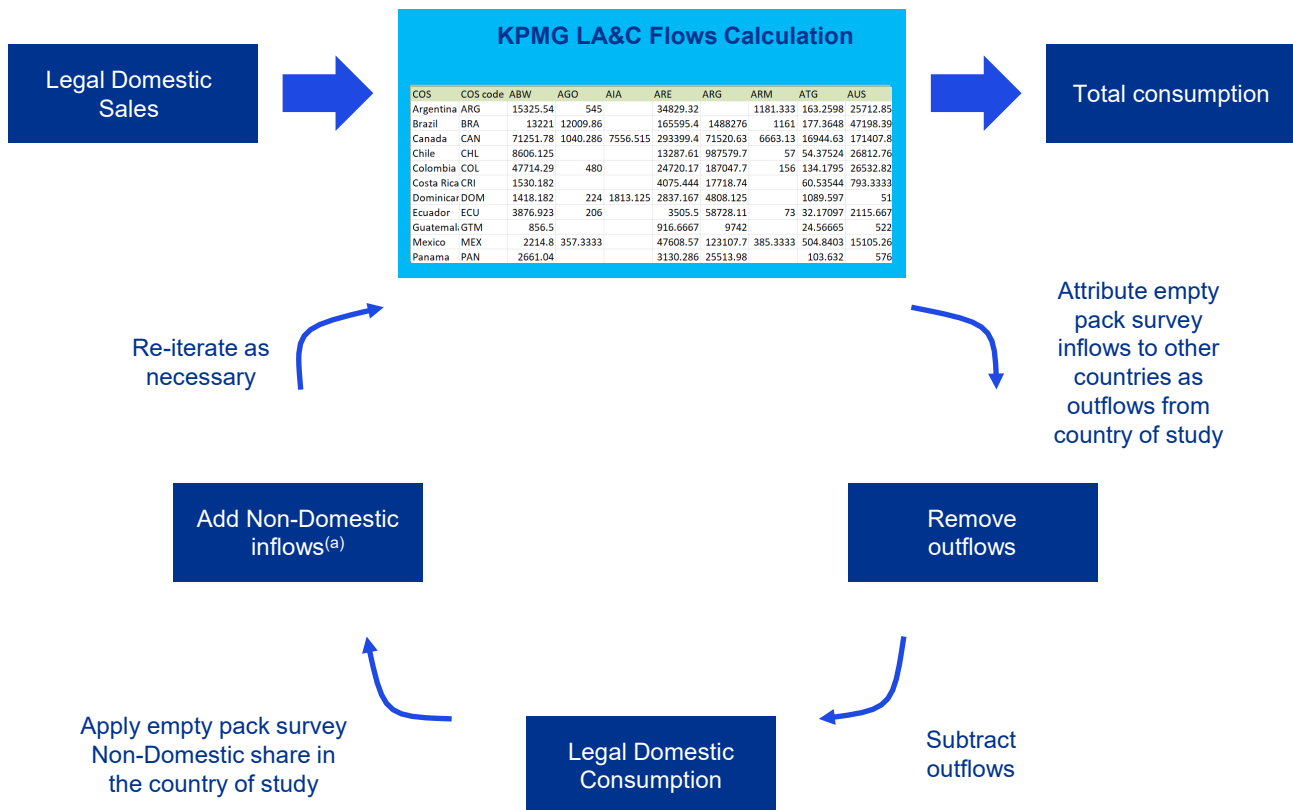 KPMG LA&C Flows Calculation
Legal Domestic
Sales
Total consumption
COS COS code ABW AGO AIA ARE ARG ARM ATG AUS
Argentina ARG 15325.54 545 34829.32 1181.333 163.2598 25712.85
Brazil BRA 13221 12009.86 165595.4 1488276 1161 177.3648 47198.39
Canada CAN 71251.78 1040.286 7556.515 293399.4 71520.63 6663.13 16944.63 171407.8
Chile CHL 8606.125 13287.61 987579.7 57 54.37524 26812.76
Colombia COL 47714.29 480 24720.17 187047.7 156 134.1795 26532.82
Costa Rica CRI 1530.182 4075.444 17718.74 60.53544 793.3333
Dominican DOM 1418.182 224 1813.125 2837.167 4808.125 1089.597 51
Ecuador ECU 3876.923 206 3505.5 58728.11 73 32.17097 2115.667
Guatemala GTM 856.5 916.6667 9742 24.56665 522
Mexico MEX 2214.8 357.3333 47608.57 123107.7 385.3333 504.8403 15105.26
Panama PAN 2661.04 3130.286 25513.98 103.632 576
Attribute empty
pack survey
inflows to other
countries as
outflows from
country of study
Re-iterate as
necessary
Add Non-Domestic
inflows(a)
Remove
outflows
Apply empty pack survey
Non-Domestic share in
the country of study
Legal Domestic
Consumption
Subtract
outflows